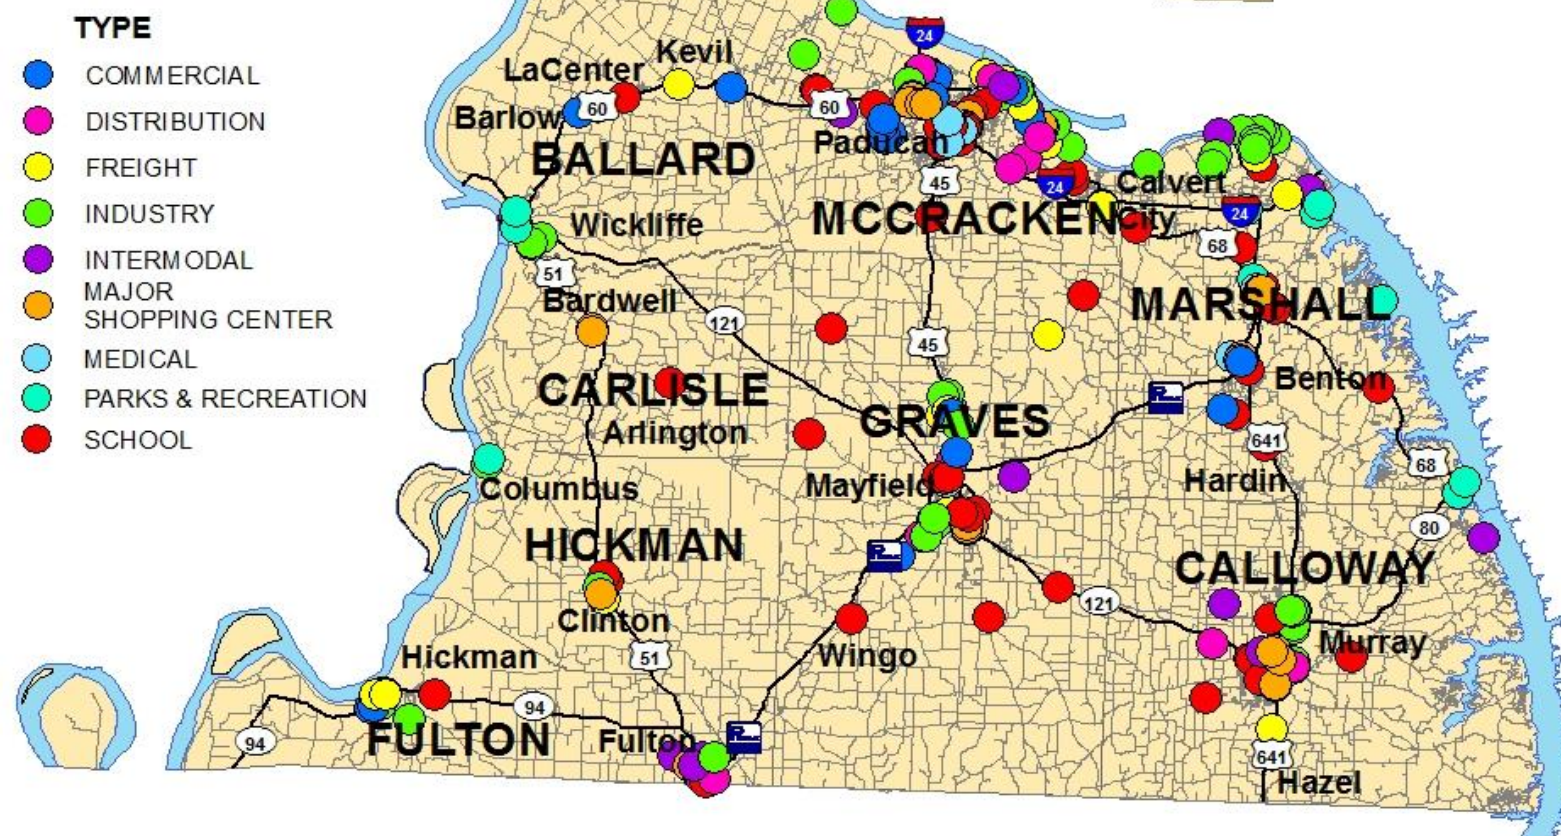 TYPE
COMMERCIAL
DISTRIBUTION
FREIGHT
INDUSTRY
INTERMODAL
MAJOR
SHOPPING CENTER
MEDICAL
PARKS & RECREATION
SCHOOL
24
Kevil
LaCenter
60
60
Barlow
Paducah
BALLARD
45
24
Calvert
City
MCCRACKEN
24
Wickliffe
68
51
Bardwell
121
MARSHALL
45
CARLISLE
Benton
Arlington
GRAVES
641
68
Columbus
Mayfield
Hardin
80
HICKMAN
CALLOWAY
121
Clinton
Murray
Hickman
51
Wingo
94
94
FULTON
Fulton
641
Hazel